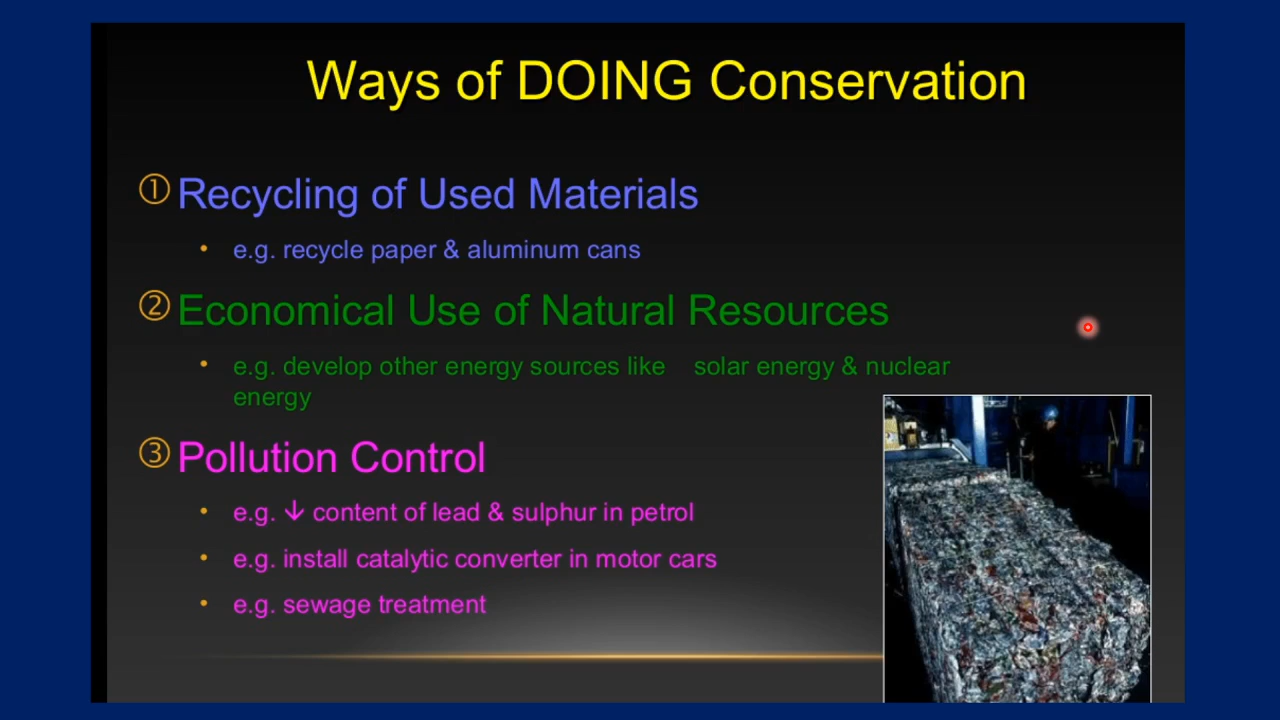 Ways of DOING Conservation
① Recycling of Used Materials
• e.g. recycle paper & aluminum cans
② Economical Use of Natural Resources
• e.g. develop other energy sources like solar energy & nuclear
energy
③ Pollution Control
• e.g. ↓ content of lead & sulphur in petrol
• e.g. install catalytic converter in motor cars
• e.g. sewage treatment